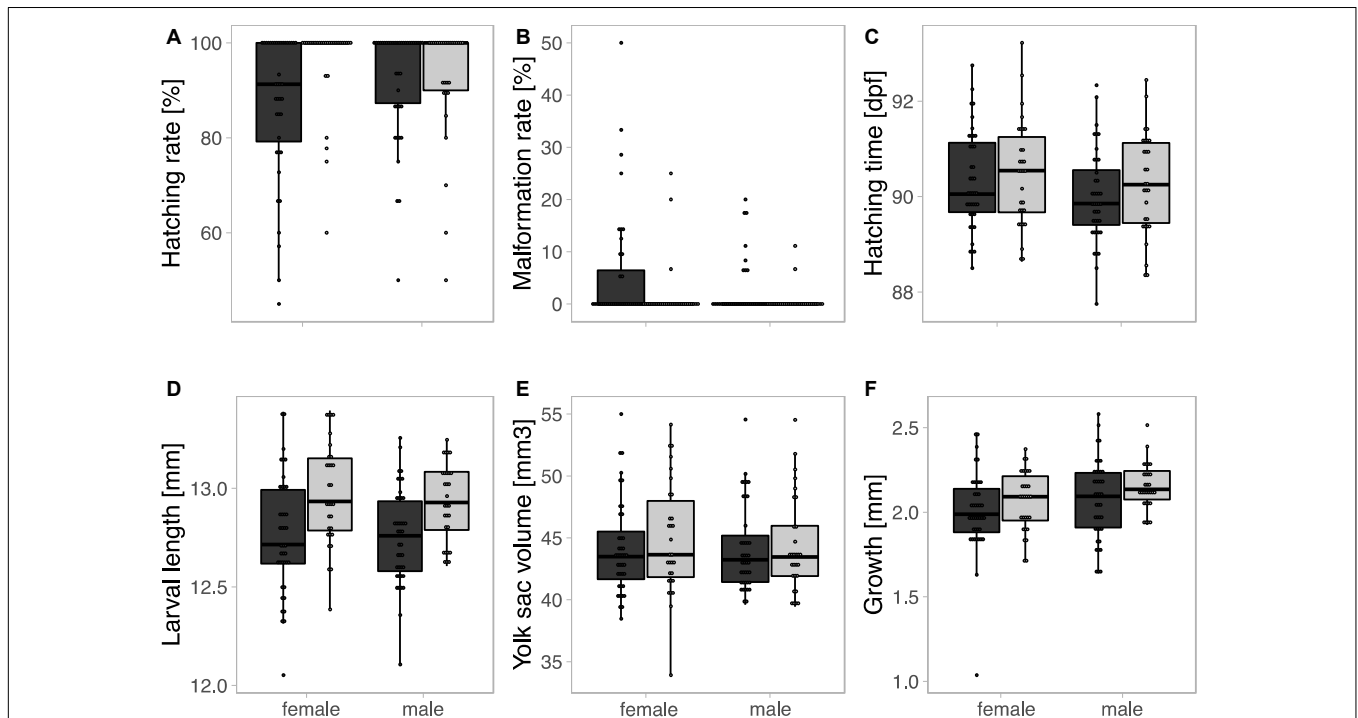 A
Hatching rate [%]
100
80
60
B
Malformation rate [%]
50
40
30
20
10
0
C
Hatching time [dpf]
92
90
88
D
Larval length [mm]
13.0
12.5
12.0
female male
E
Yolk sac volume [mm3]
55
50
45
40
35
female male
F
Growth [mm]
2.5
2.0
1.5
1.0
female male